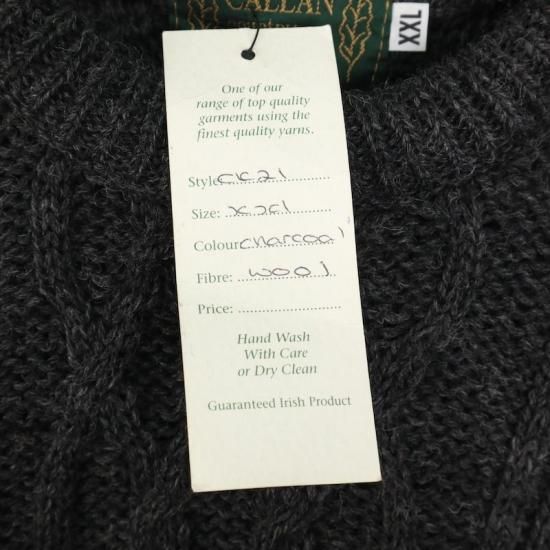 CALLAN
XXL
One of our
range of top quality
garments using the
finest quality yarns.
Style: CK21
Size: xxl
Colour: charcoal
Fibre: wool
Price:
Hand Wash
With Care
or Dry Clean
Guaranteed Irish Product